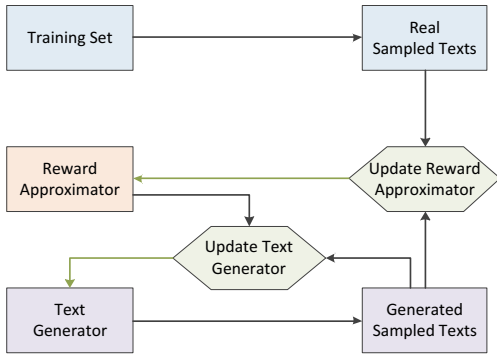 Training Set
Real
Sampled Texts
Reward
Approximator
Update Reward
Approximator
Update Text
Generator
Text
Generator
Generated
Sampled Texts